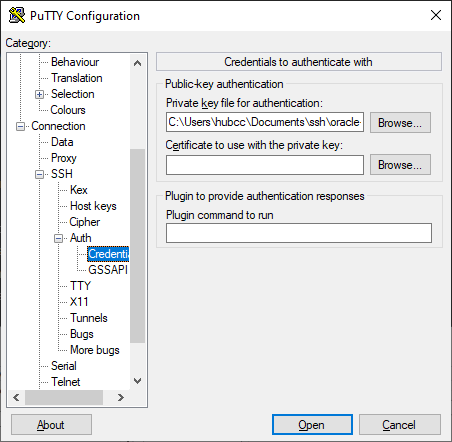 PuTTY Configuration
Category:
Behaviour
Translation
Selection
Colours
Connection
Data
Proxy
SSH
Kex
Host keys
Cipher
Auth
Credentia
GSSAPI
TTY
X11
Tunnels
Bugs
More bugs
Serial
Telnet
Credentials to authenticate with
Public-key authentication
Private key file for authentication:
C:\Users\hubcc\Documents\ssh\oracle-
Browse...
Certificate to use with the private key:
Browse...
Plugin to provide authentication responses
Plugin command to run
About
Open
Cancel